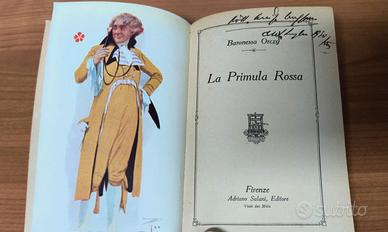 Baronessa Orczy
La Primula Rossa
Firenze
Adriano Salani, Editore
Viale dei Mille
subito